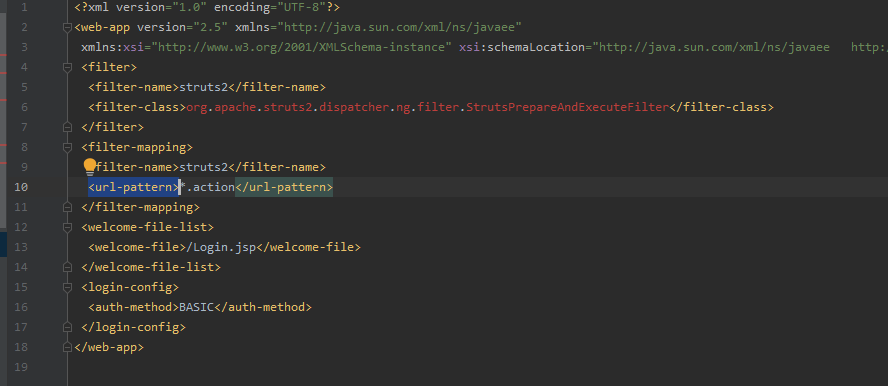 1 <?xml version="1.0" encoding="UTF-8"?>
2 <web-app version="2.5" xmlns="http://java.sun.com/xml/ns/javaee"
3 xmlns:xsi="http://www.w3.org/2001/XMLSchema-instance" xsi:schemaLocation="http://java.sun.com/xml/ns/javaee http:
4 <filter>
5 <filter-name>struts2</filter-name>
6 <filter-class>org.apache.struts2.dispatcher.ng.filter.StrutsPrepareAndExecuteFilter</filter-class>
7 </filter>
8 <filter-mapping>
9 filter-name>struts2</filter-name>
10 <url-pattern>*.action</url-pattern>
11 </filter-mapping>
12 <welcome-file-list>
13 <welcome-file>/Login.jsp</welcome-file>
14 </welcome-file-list>
15 <login-config>
16 <auth-method>BASIC</auth-method>
17 </login-config>
18 </web-app>
19